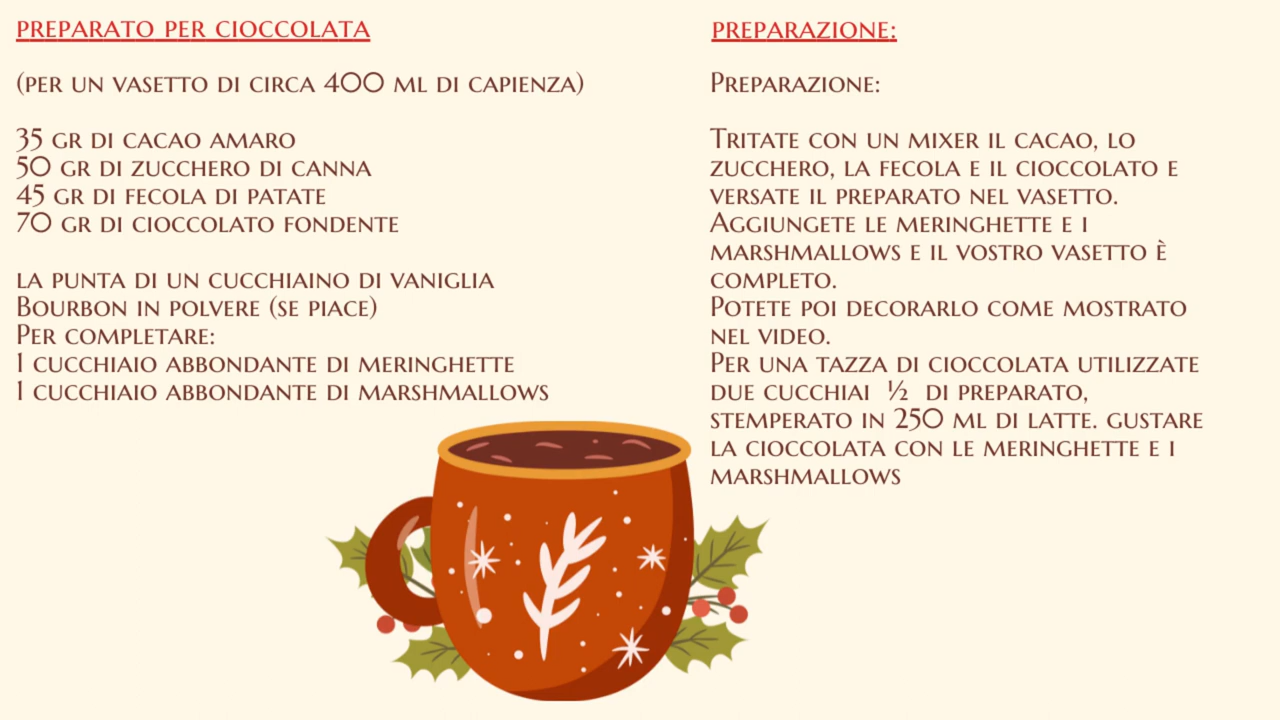 PREPARATO PER CIOCCOLATA
(PER UN VASETTO DI CIRCA 400 ML DI CAPIENZA)
35 GR DI CACAO AMARO
50 GR DI ZUCCHERO DI CANNA
45 GR DI FECOLA DI PATATE
70 GR DI CIOCCOLATO FONDENTE
LA PUNTA DI UN CUCCHIAINO DI VANIGLIA
BOURBON IN POLVERE (SE PIACE)
PER COMPLETARE:
1 CUCCHIAIO ABBONDANTE DI MERINGHETTE
1 CUCCHIAIO ABBONDANTE DI MARSHMALLOWS
PREPARAZIONE:
PREPARAZIONE:
TRITATE CON UN MIXER IL CACAO, LO
ZUCCHERO, LA FECOLA E IL CIOCCOLATO E
VERSATE IL PREPARATO NEL VASETTO.
AGGIUNGETE LE MERINGHETTE E I
MARSHMALLOWS E IL VOSTRO VASETTO È
COMPLETO.
POTETE POI DECORARLO COME MOSTRATO
NEL VIDEO.
PER UNA TAZZA DI CIOCCOLATA UTILIZZATE
DUE CUCCHIAI ½ DI PREPARATO,
STEMPERATO IN 250 ML DI LATTE. GUSTARE
LA CIOCCOLATA CON LE MERINGHETTE E I
MARSHMALLOWS